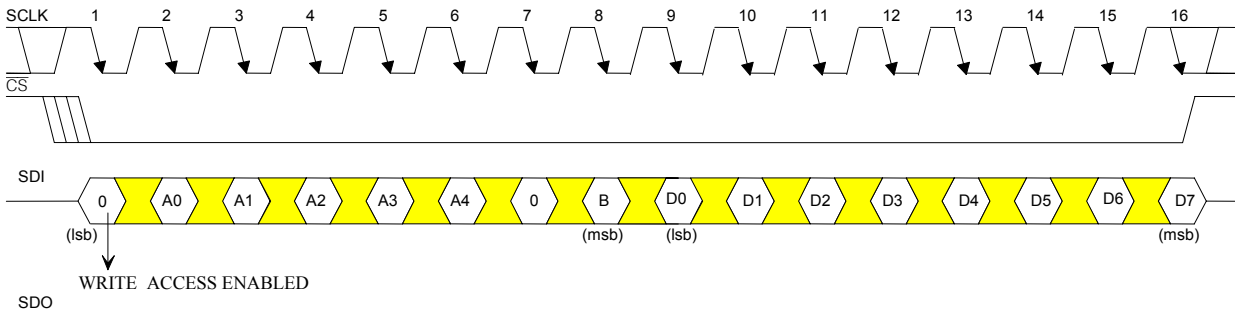 SCLK 1 2 3 4 5 6 7 8 9 10 11 12 13 14 15 16
CS
SDI
0 A0 A1 A2 A3 A4 0 B D0 D1 D2 D3 D4 D5 D6 D7
(lsb) (msb) (lsb) (msb)
WRITE ACCESS ENABLED
SDO